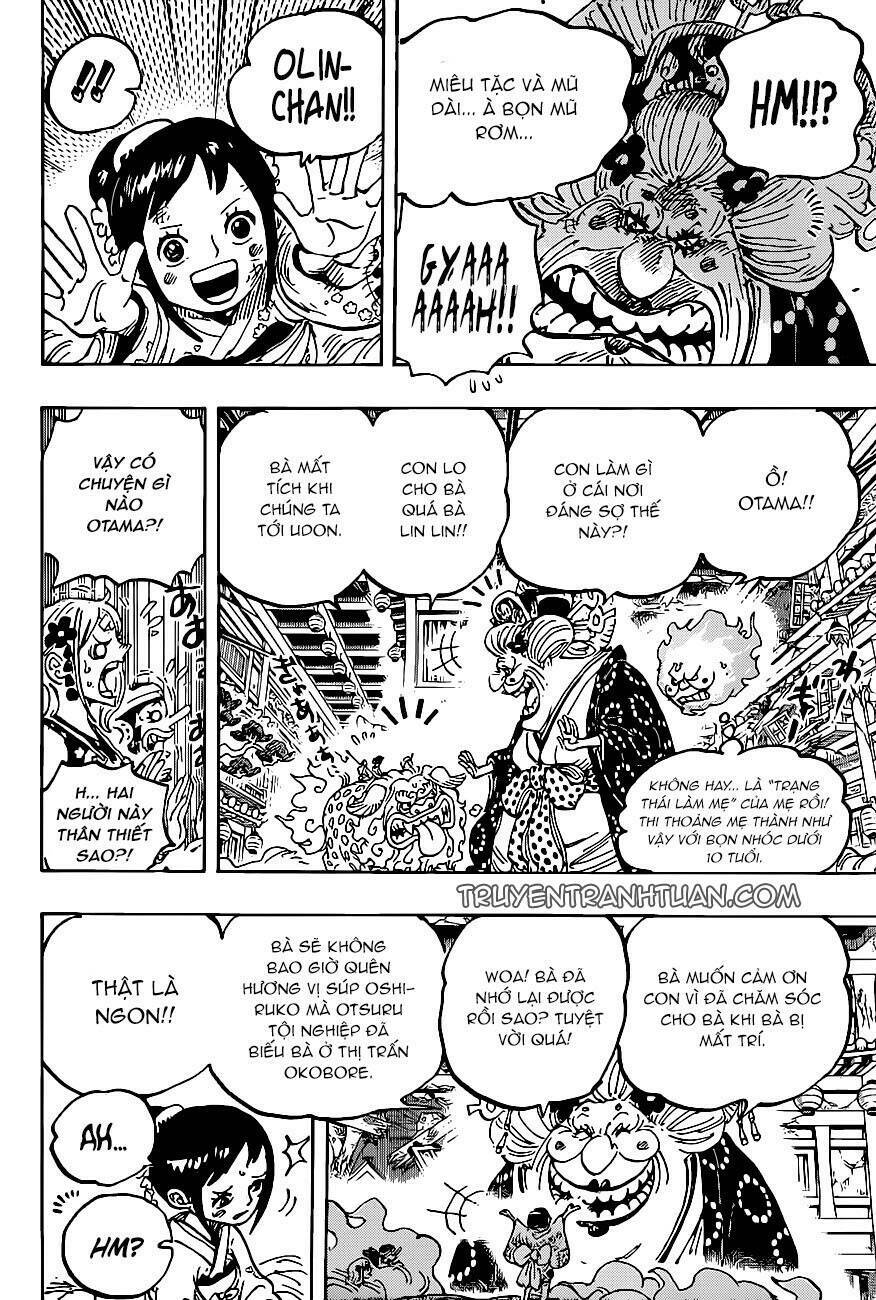 HM!!?
MIÊU TẶC VÀ MŨ
DÀI... À BỌN MŨ
RƠM...
GYAAA
AAAAH!!
OLIN-
CHAN!!
!!
Ồ!
OTAMA!!
CON LÀM GÌ
Ở CÁI NƠI
ĐÁNG SỢ THẾ
NÀY?!
CON LO
CHO BÀ
QUÁ BÀ
LIN LIN!!
BÀ MẤT
TÍCH KHI
CHÚNG TA
TỚI UDON.
KHÔNG HAY... LÀ "TRẠNG
THÁI LÀM MẸ" CỦA MẸ RỒI!
THI THOẢNG MẸ THÀNH NHƯ
VẬY VỚI BỌN NHÓC DƯỚI
10 TUỔI.
VẬY CÓ
CHUYỆN GÌ
NÀO
OTAMA?!
H... HAI
NGƯỜI NÀY
THÂN THIẾT
SAO?!
TRUYENTRANHTUAN.COM
BÀ MUỐN CẢM ƠN
CON VÌ ĐÃ CHĂM SÓC
CHO BÀ KHI BÀ BỊ
MẤT TRÍ.
WOA! BÀ ĐÃ
NHỚ LẠI ĐƯỢC
RỒI SAO? TUYỆT
VỜI QUÁ!
BÀ SẼ KHÔNG
BAO GIỜ QUÊN
HƯƠNG VỊ SÚP OSHI-
RUKO MÀ OTSURU
TỘI NGHIỆP ĐÃ
BIẾU BÀ Ở THỊ TRẤN
OKOBORE.
THẬT LÀ
NGON!!
AH...
HM?